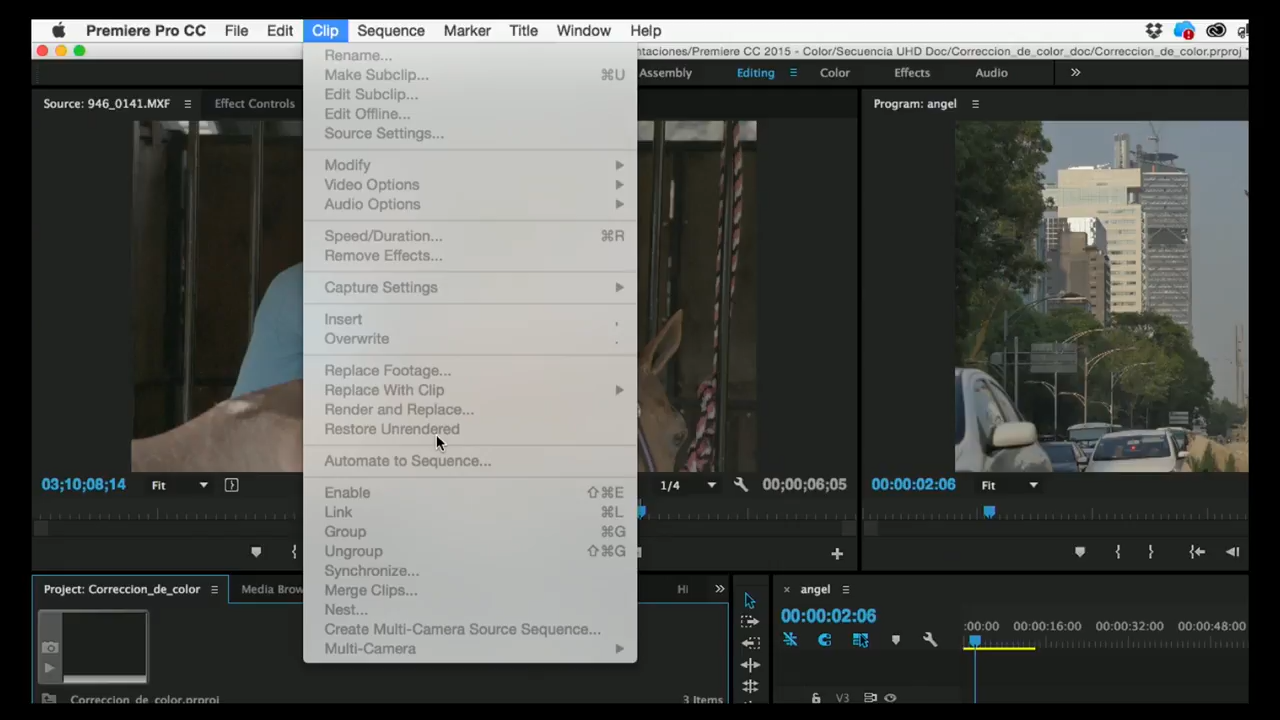 Premiere Pro CC File Edit Clip Sequence Marker Title Window Help
ntaciones/Premiere CC 2015 - Color/Secuencia UHD Doc/Correccion_de_color_doc/Correccion_de_color.prproj *
Assembly Editing Color Effects Audio »
Source: 946_0141.MXF Effect Controls
Program: angel
Rename...
Make Subclip... ⌘U
Edit Subclip...
Edit Offline...
Source Settings...
Modify
Video Options
Audio Options
Speed/Duration... ⌘R
Remove Effects...
Capture Settings
Insert ,
Overwrite .
Replace Footage...
Replace With Clip
Render and Replace...
Restore Unrendered
Automate to Sequence...
Enable ⇧⌘E
Link ⌘L
Group ⌘G
Ungroup ⇧⌘G
Synchronize...
Merge Clips...
Nest...
Create Multi-Camera Source Sequence...
Multi-Camera
03;10;08;14 Fit 1/4 00;00;06;05
00:00:02:06 Fit
Project: Correccion_de_color Media Brow Hi »
Correccion_de_color.prproj 3 Items
× angel
00:00:02:06
:00:00 00:00:16:00 00:00:32:00 00:00:48:00
V3